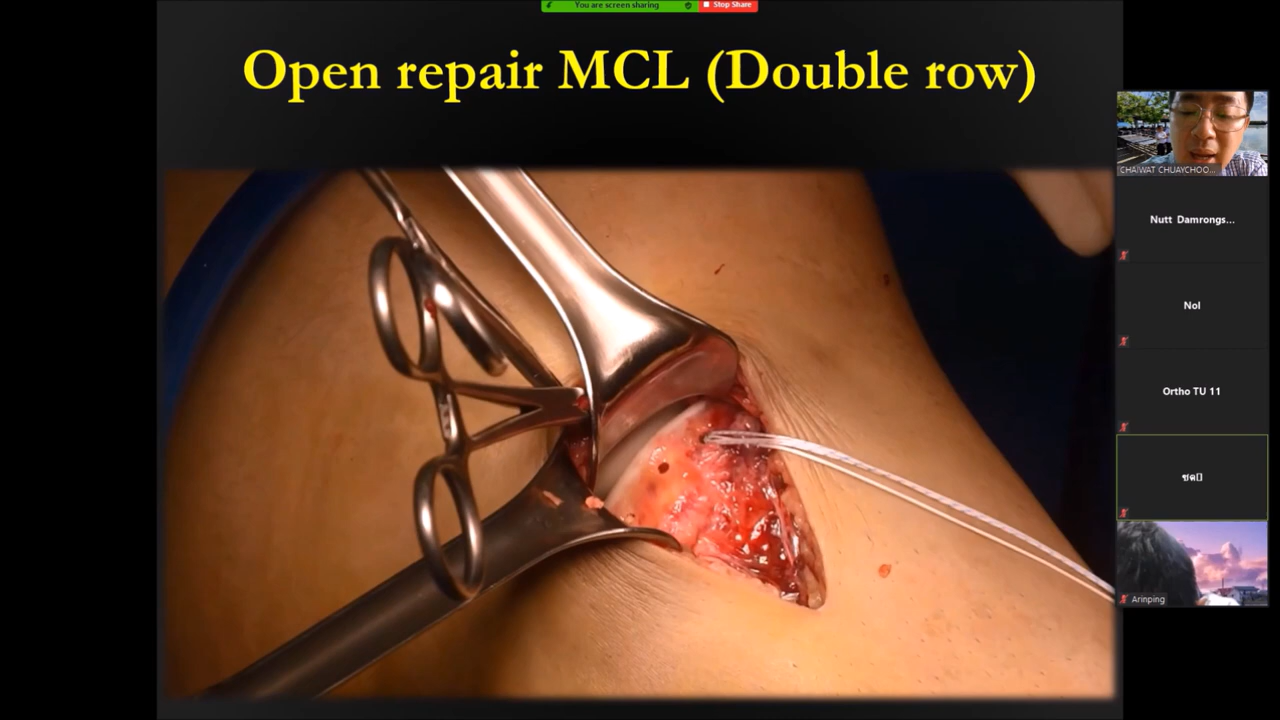 You are screen sharing
Stop Share
Open repair MCL (Double row)
CHAIWAT CHUAYCHOO...
Nutt Damrongs...
Nol
Ortho TU 11
Arinping